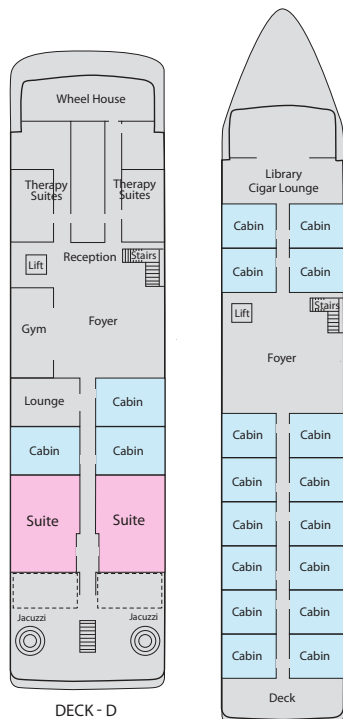 Wheel House
Therapy
Suites
Therapy
Suites
Reception
Stairs
Lift
Foyer
Gym
Lounge
Cabin
Cabin
Cabin
Suite
Suite
Jacuzzi
Jacuzzi
DECK - D
Library
Cigar Lounge
Cabin
Cabin
Cabin
Cabin
Stairs
Lift
Foyer
Cabin
Cabin
Cabin
Cabin
Cabin
Cabin
Cabin
Cabin
Cabin
Cabin
Cabin
Cabin
Deck